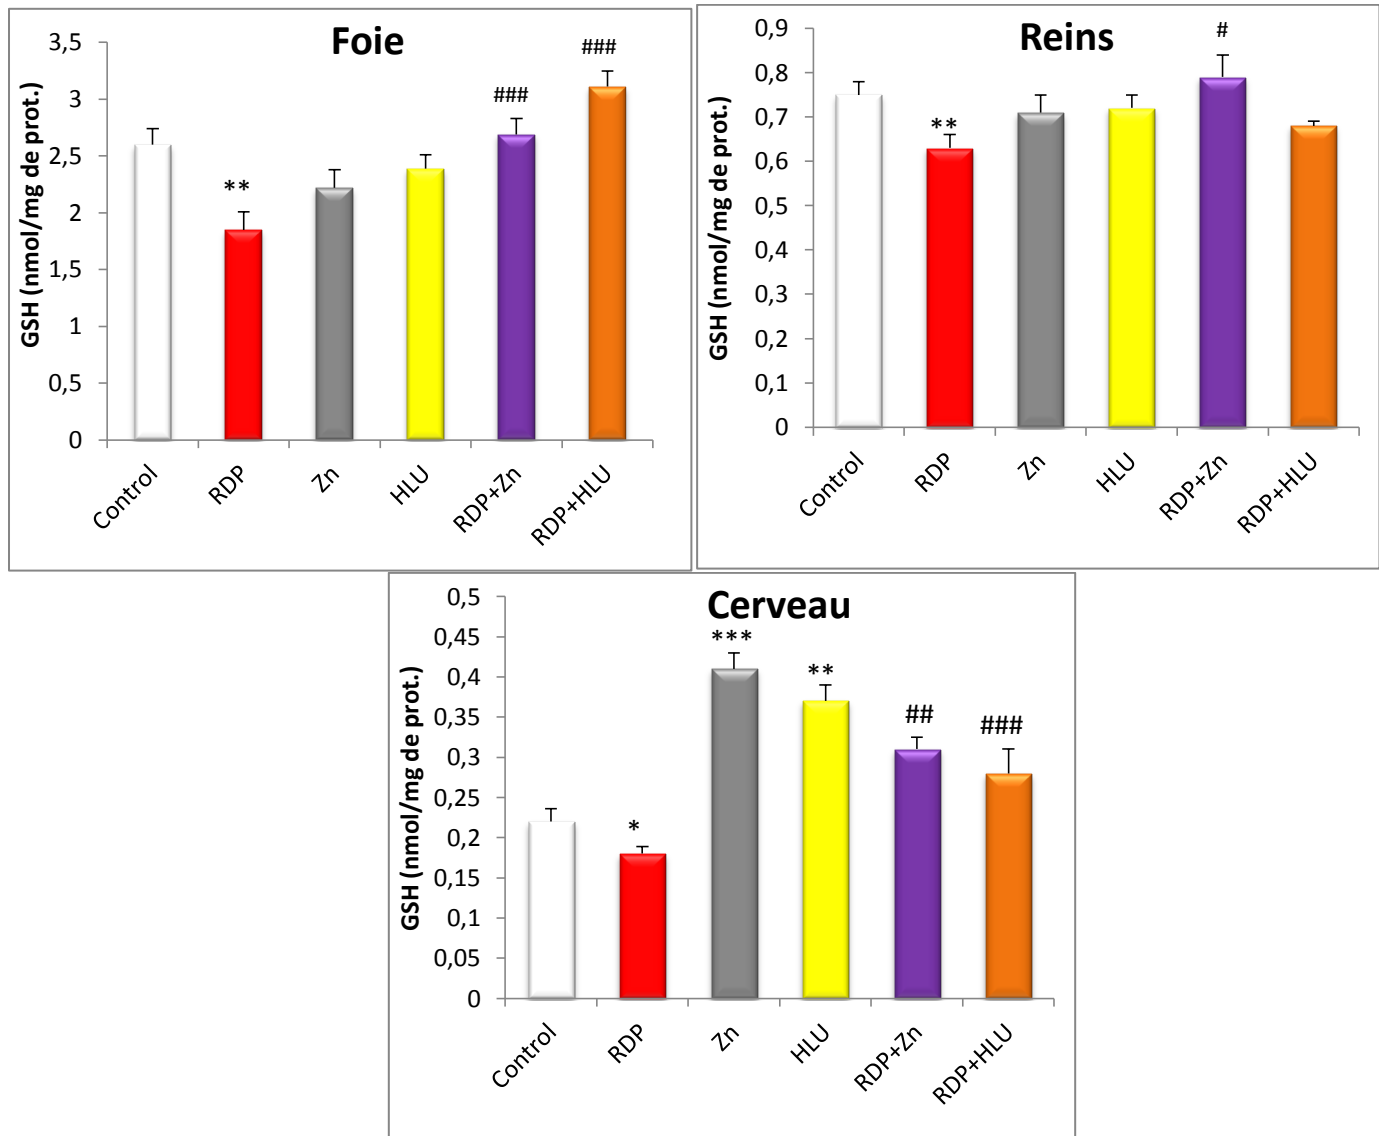 Foie
GSH (nmol/mg de prot.)
3,5
3
2,5
2
1,5
1
0,5
0
**
###
###
Control
RDP
Zn
HLU
RDP+Zn
RDP+HLU
Reins
GSH (nmol/mg de prot.)
0,9
0,8
0,7
0,6
0,5
0,4
0,3
0,2
0,1
0
**
#
Control
RDP
Zn
HLU
RDP+Zn
RDP+HLU
Cerveau
GSH (nmol/mg de prot.)
0,5
0,45
0,4
0,35
0,3
0,25
0,2
0,15
0,1
0,05
0
*
***
**
##
###
Control
RDP
Zn
HLU
RDP+Zn
RDP+HLU